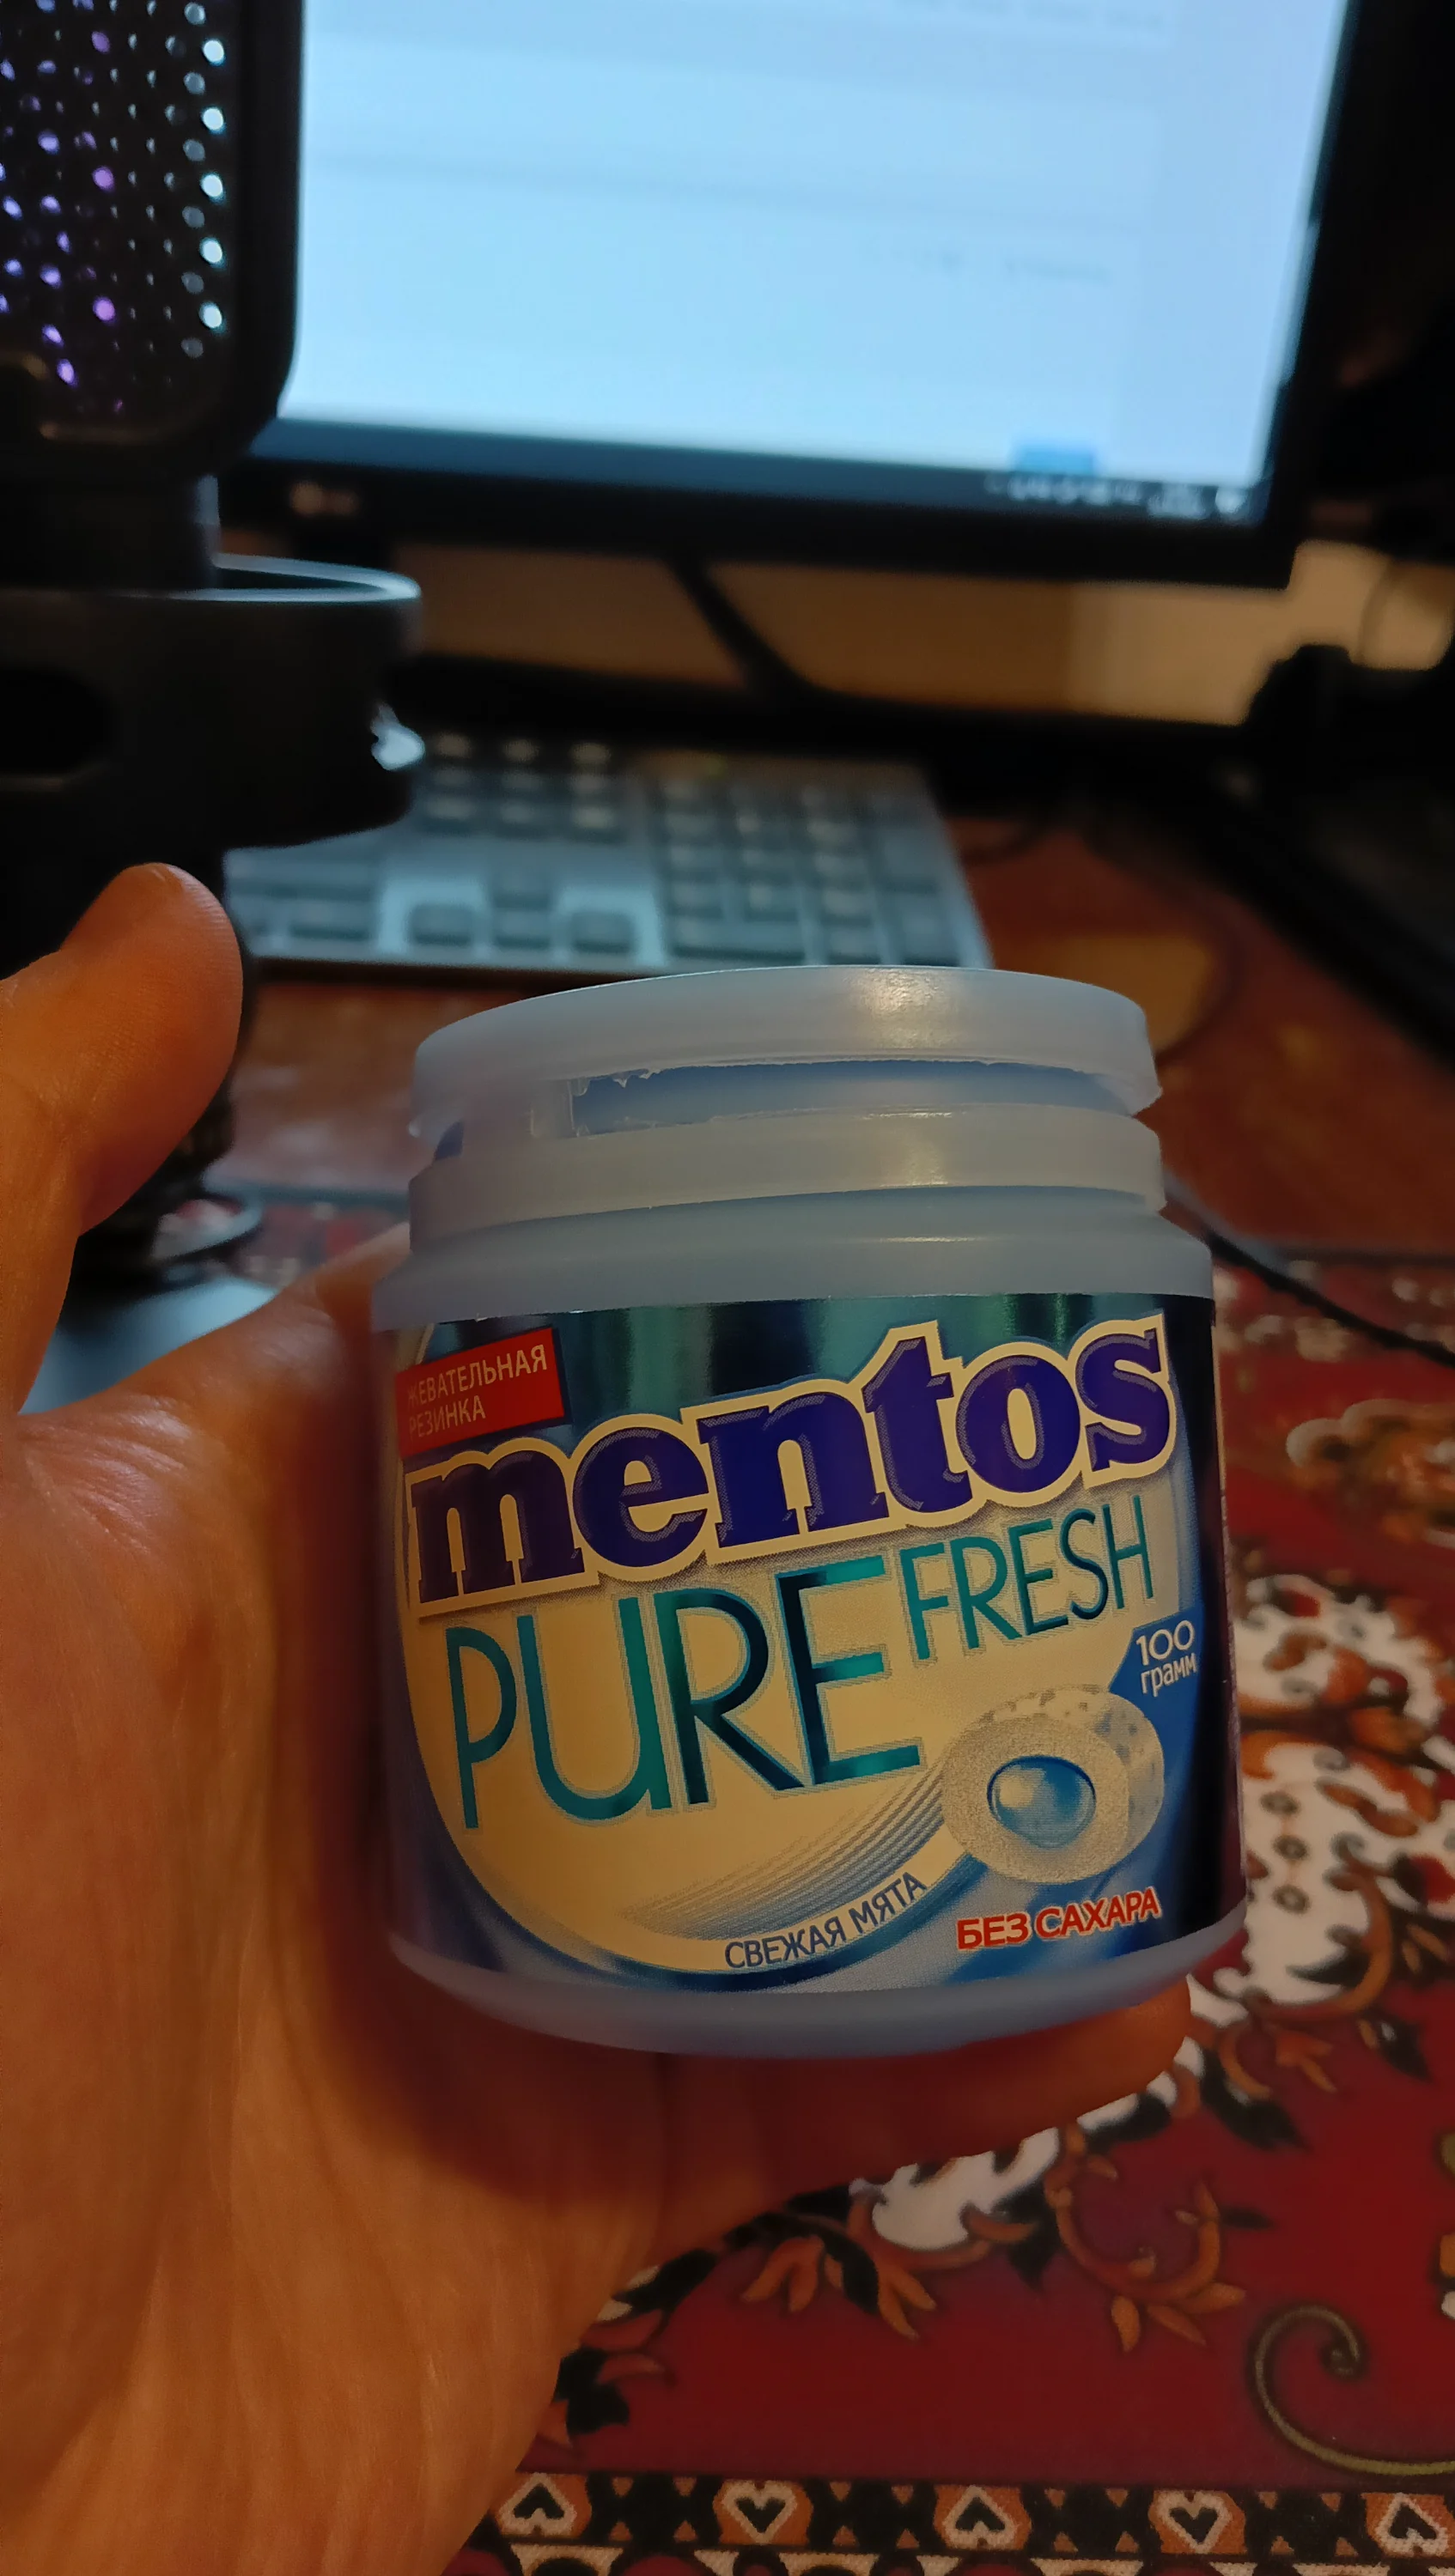 ЖЕВАТЕЛЬНАЯ
РЕЗИНКА
mentos
PURE FRESH
100
грамм
СВЕЖАЯ МЯТА
БЕЗ САХАРА